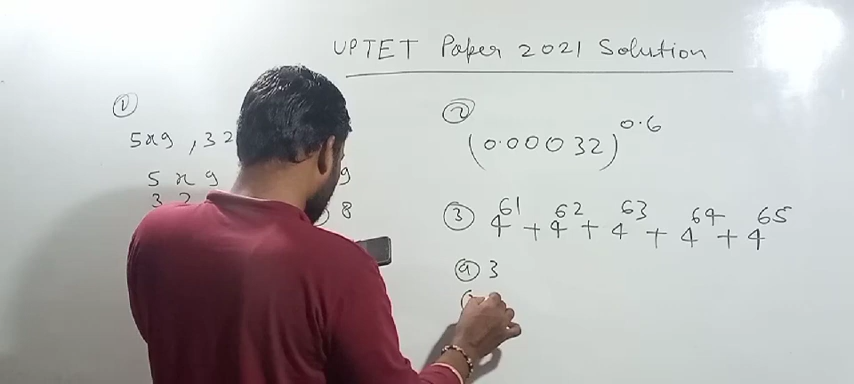 UPTET Paper 2021 Solution
①
5x9, 32
5 x 9
3 2
9
8
②
(0.00032)^0.6
③ 4^61 + 4^62 + 4^63 + 4^64 + 4^65
ⓐ 3